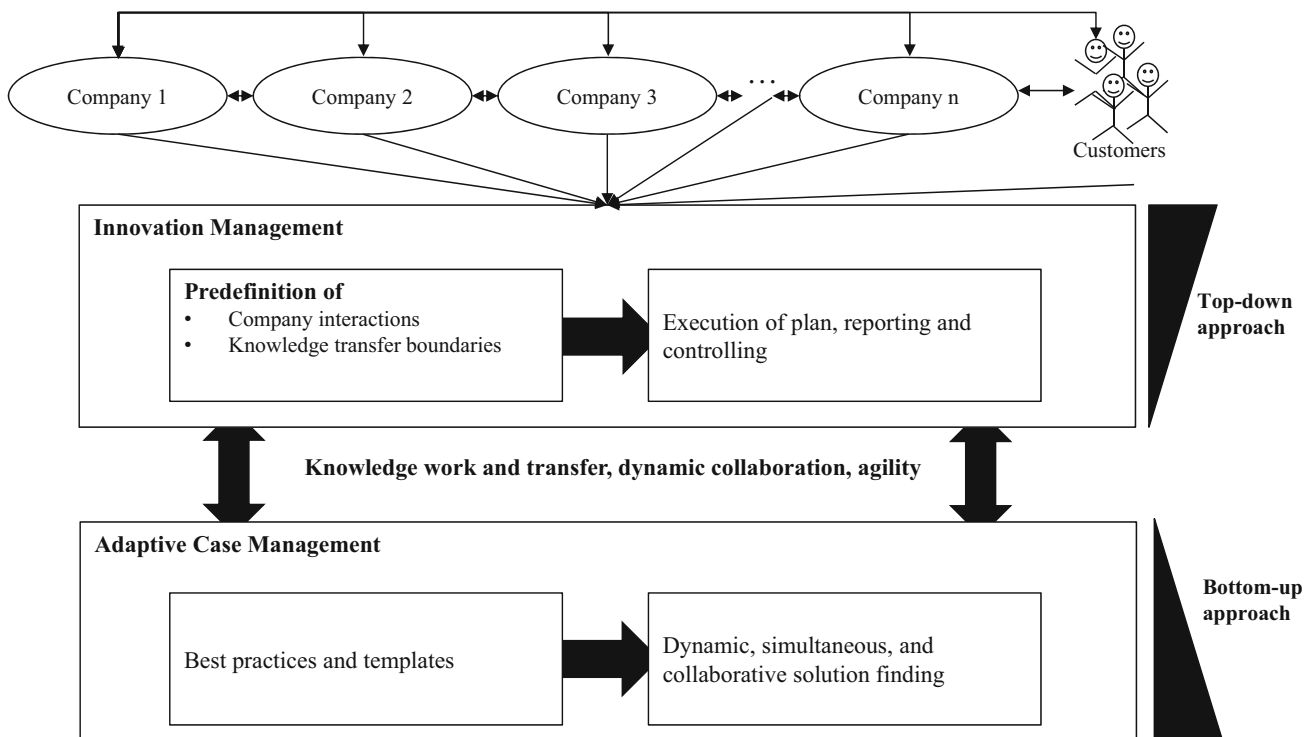 Company 1
Company 2
Company 3
...
Company n
Customers
Innovation Management
Predefinition of
• Company interactions
• Knowledge transfer boundaries
Execution of plan, reporting and
controlling
Top-down
approach
Knowledge work and transfer, dynamic collaboration, agility
Adaptive Case Management
Best practices and templates
Dynamic, simultaneous, and
collaborative solution finding
Bottom-up
approach